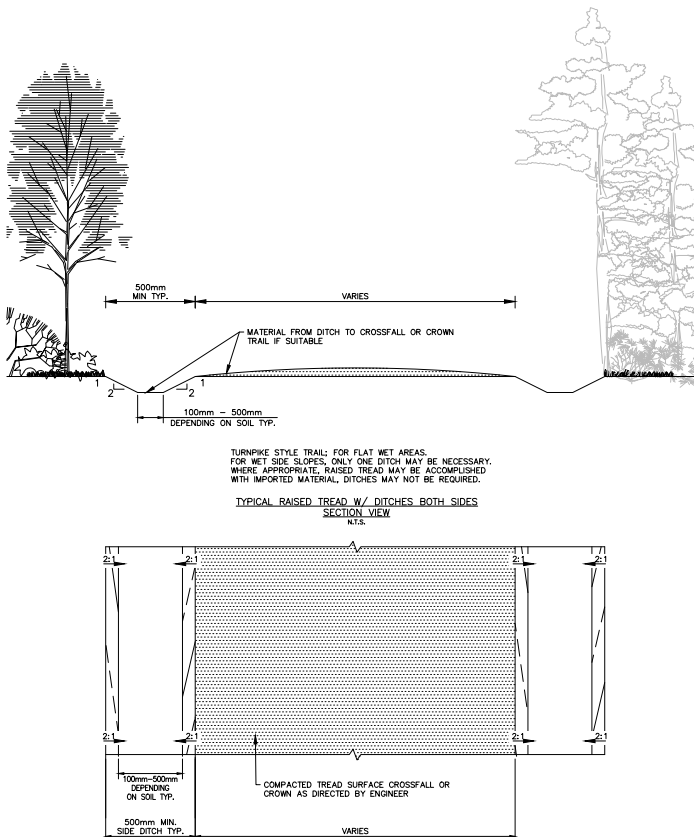 500mm
MIN TYP.
VARIES
MATERIAL FROM DITCH TO CROSSFALL OR CROWN
TRAIL IF SUITABLE
1
2
2
1
100mm - 500mm
DEPENDING ON SOIL TYP.
TURNPIKE STYLE TRAIL; FOR FLAT WET AREAS.
FOR WET SIDE SLOPES, ONLY ONE DITCH MAY BE NECESSARY.
WHERE APPROPRIATE, RAISED TREAD MAY BE ACCOMPLISHED
WITH IMPORTED MATERIAL, DITCHES MAY NOT BE REQUIRED.
TYPICAL RAISED TREAD W/ DITCHES BOTH SIDES
SECTION VIEW
N.T.S.
2:1
2:1
2:1
2:1
2:1
2:1
2:1
2:1
100mm-500mm
DEPENDING
ON SOIL TYP.
COMPACTED TREAD SURFACE CROSSFALL OR
CROWN AS DIRECTED BY ENGINEER
500mm MIN.
SIDE DITCH TYP.
VARIES